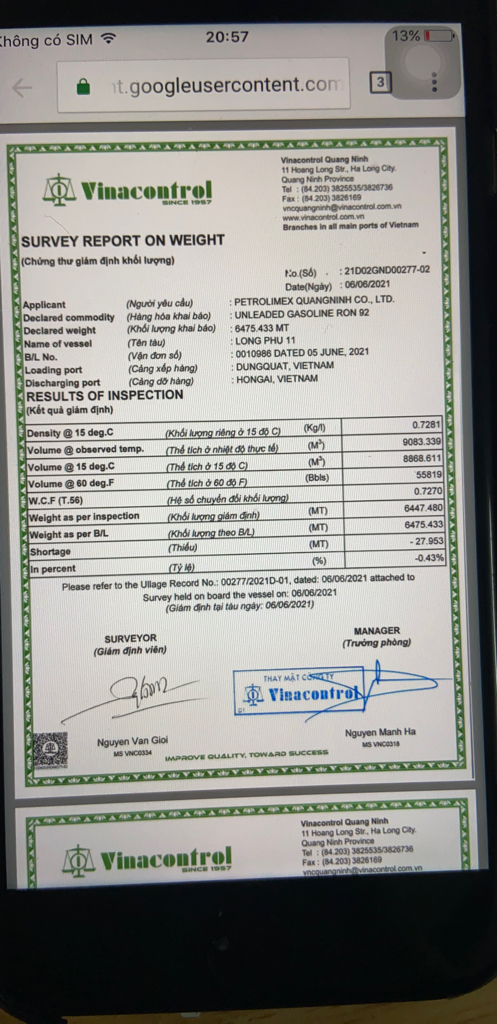 Không có SIM 20:57 13%
nt.googleusercontent.com 3
Vinacontrol
SINCE 1957
Vinacontrol Quang Ninh
11 Hoang Long Str., Ha Long City.
Quang Ninh Province
Tel : (84.203) 3825535/3826736
Fax : (84.203) 3826169
vncquangninh@vinacontrol.com.vn
www.vinacontrol.com.vn
Branches in all main ports of Vietnam
SURVEY REPORT ON WEIGHT
(Chứng thư giám định khối lượng)
No.(Số) : 21D02GND00277-02
Date(Ngày) : 06/06/2021
Applicant (Người yêu cầu) : PETROLIMEX QUANGNINH CO., LTD.
Declared commodity (Hàng hóa khai báo) : UNLEADED GASOLINE RON 92
Declared weight (Khối lượng khai báo) : 6475.433 MT
Name of vessel (Tên tàu) : LONG PHU 11
B/L No. (Vận đơn số) : 0010986 DATED 05 JUNE, 2021
Loading port (Cảng xếp hàng) : DUNGQUAT, VIETNAM
Discharging port (Cảng dỡ hàng) : HONGAI, VIETNAM
RESULTS OF INSPECTION
(Kết quả giám định)
Density @ 15 deg.C (Khối lượng riêng ở 15 độ C) (Kg/l) 0.7281
Volume @ observed temp. (Thể tích ở nhiệt độ thực tế) (M³) 9083.339
Volume @ 15 deg.C (Thể tích ở 15 độ C) (M³) 8868.611
Volume @ 60 deg.F (Thể tích ở 60 độ F) (Bbls) 55819
W.C.F (T.56) (Hệ số chuyển đổi khối lượng) 0.7270
Weight as per inspection (Khối lượng giám định) (MT) 6447.480
Weight as per B/L (Khối lượng theo B/L) (MT) 6475.433
Shortage (Thiếu) (MT) - 27.953
In percent (Tỷ lệ) (%) -0.43%
Please refer to the Ullage Record No.: 00277/2021D-01, dated: 06/06/2021 attached to
Survey held on board the vessel on: 06/06/2021
(Giám định tại tàu ngày: 06/06/2021)
SURVEYOR
(Giám định viên)
MANAGER
(Trưởng phòng)
THAY MẶT CÔNG TY
Vinacontrol
Nguyen Van Gioi
MS VNC0334
Nguyen Manh Ha
MS VNC0318
IMPROVE QUALITY, TOWARD SUCCESS
Vinacontrol
SINCE 1957
Vinacontrol Quang Ninh
11 Hoang Long Str., Ha Long City.
Quang Ninh Province
Tel : (84.203) 3825535/3826736
Fax : (84.203) 3826169
vncquangninh@vinacontrol.com.vn